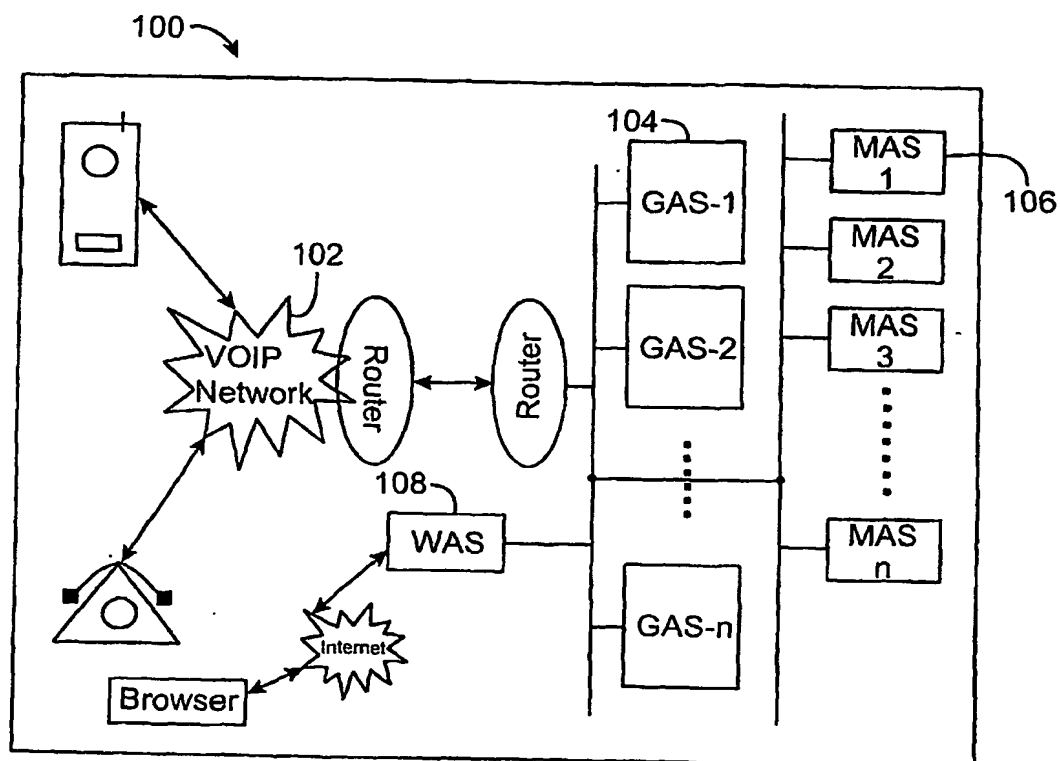 100
102
VOIP
Network
Router
Router
104
GAS-1
GAS-2
GAS-n
MAS
1
106
MAS
2
MAS
3
MAS
n
108
WAS
Internet
Browser